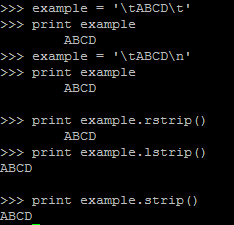 >>> example = '\tABCD\t'
>>> print example
        ABCD
>>> example = '\tABCD\n'
>>> print example
        ABCD

>>> print example.rstrip()
        ABCD
>>> print example.lstrip()
ABCD

>>> print example.strip()
ABCD